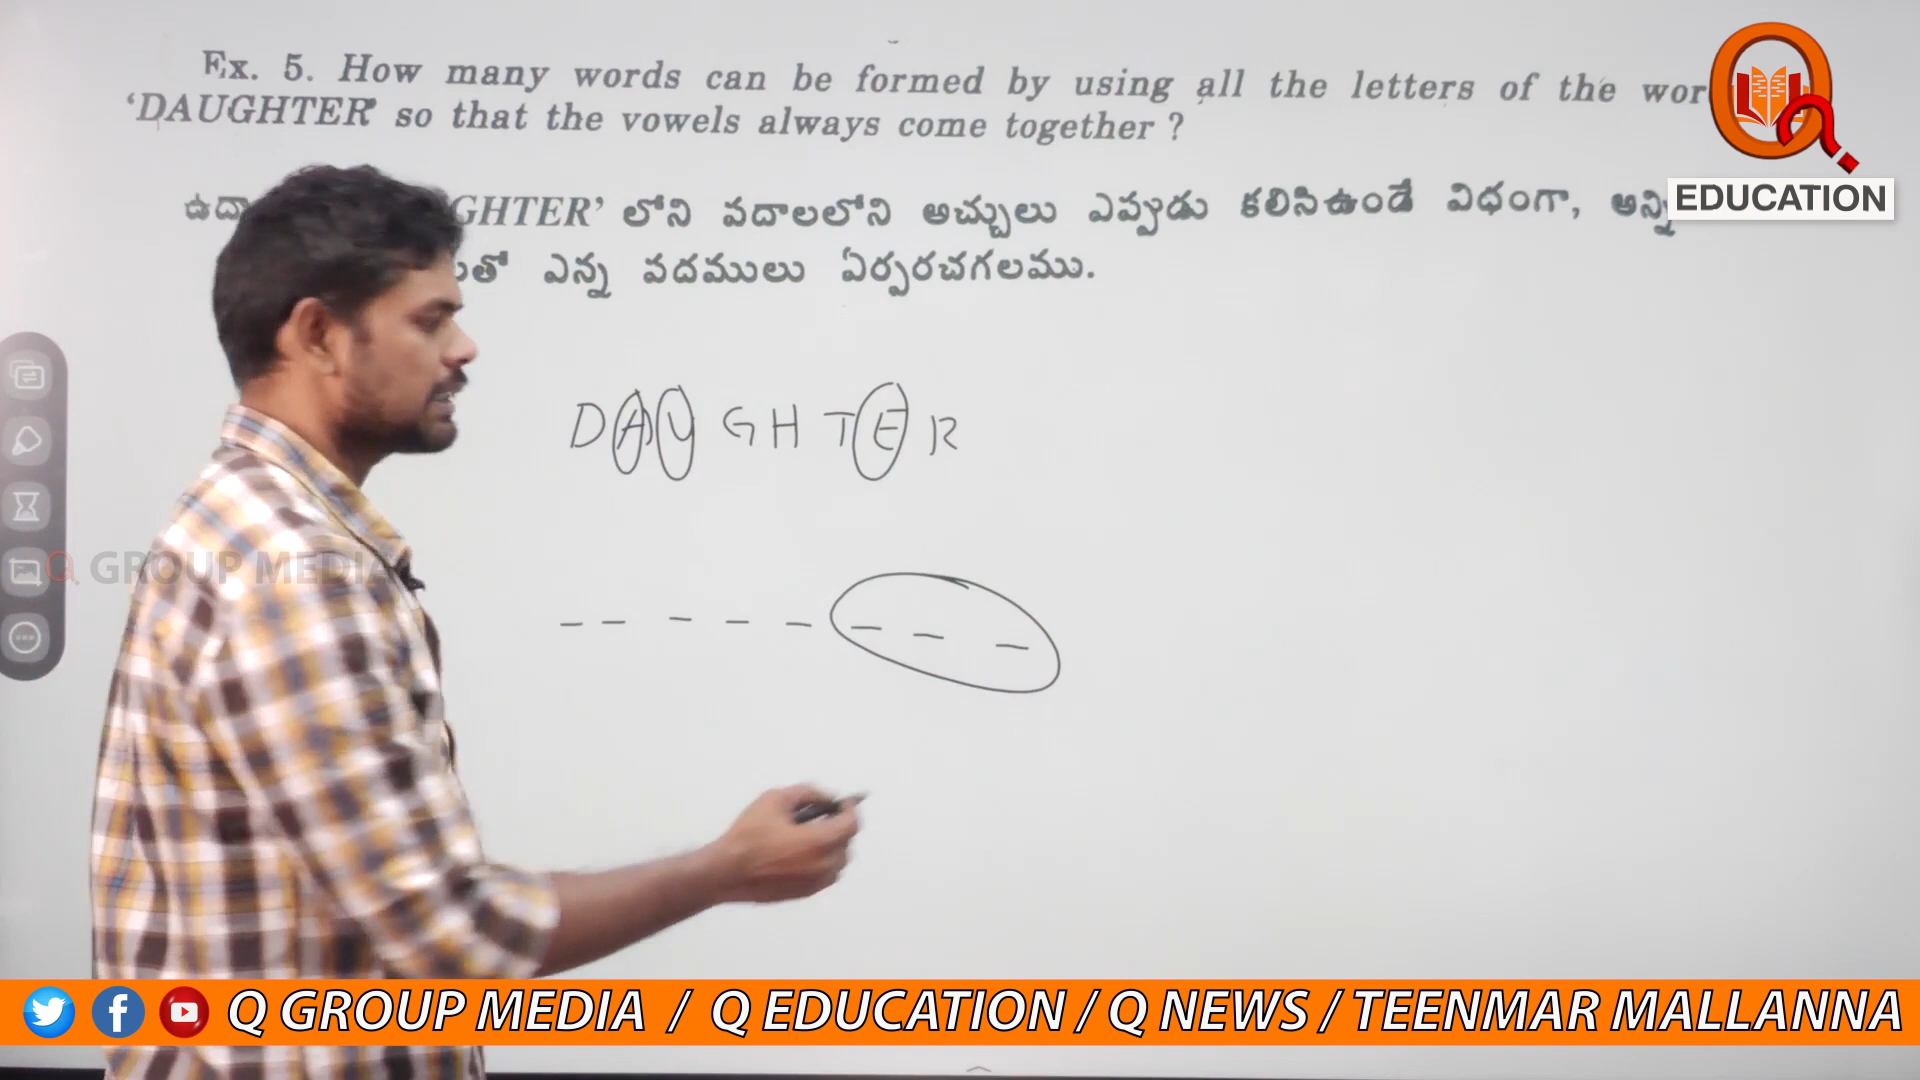 Ex. 5. How many words can be formed by using all the letters of the wor
‘DAUGHTER’ so that the vowels always come together ?
GHTER’ లోని పదాలలోని అచ్చులు ఎప్పుడు కలిసిఉండే విధంగా, అన్ని
ఎన్ని పదములు ఏర్పరచగలము.
DAUGHTER
EDUCATION
Q GROUP MEDIA
Q GROUP MEDIA / Q EDUCATION / Q NEWS / TEENMAR MALLANNA